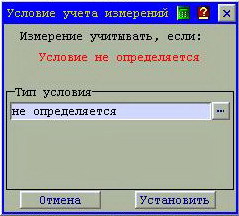 Условие учета измерений
Измерение учитывать, если:
Условие не определяется
Тип условия
не определяется
Отмена
Установить